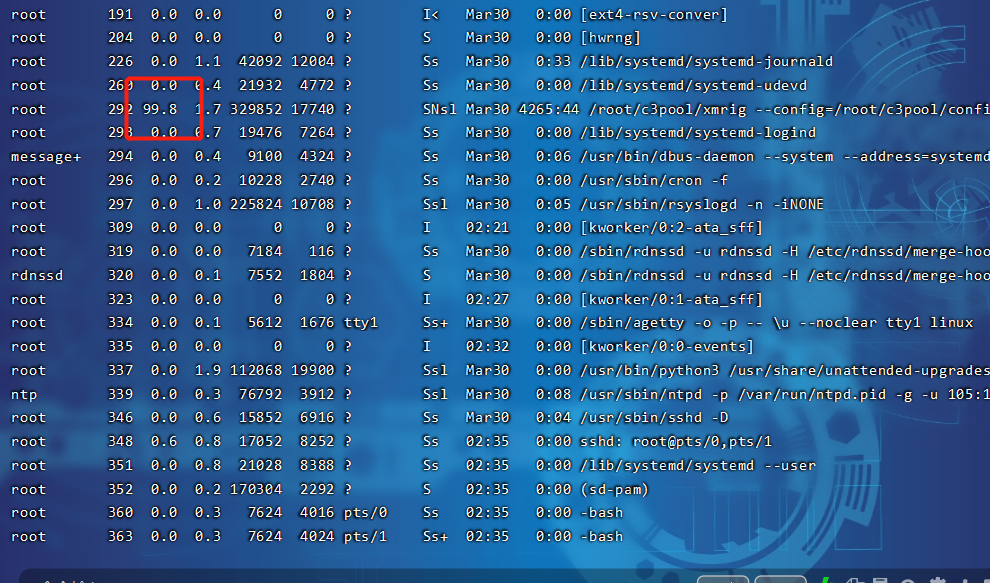 root 191 0.0 0.0 0 0 ? I< Mar30 0:00 [ext4-rsv-conver]
root 204 0.0 0.0 0 0 ? S Mar30 0:00 [hwrng]
root 226 0.0 1.1 42092 12004 ? Ss Mar30 0:33 /lib/systemd/systemd-journald
root 260 0.0 0.4 21932 4772 ? Ss Mar30 0:00 /lib/systemd/systemd-udevd
root 99.8 1.7 329852 17740 ? SNsl Mar30 4265:44 /root/c3pool/xmrig --config=/root/c3pool/confi
root 293 0.0 0.7 19476 7264 ? Ss Mar30 0:00 /lib/systemd/systemd-logind
message+ 294 0.0 0.4 9100 4324 ? Ss Mar30 0:06 /usr/bin/dbus-daemon --system --address=systemd
root 296 0.0 0.2 10228 2740 ? Ss Mar30 0:00 /usr/sbin/cron -f
root 297 0.0 1.0 225824 10708 ? Ssl Mar30 0:05 /usr/sbin/rsyslogd -n -iNONE
root 309 0.0 0.0 0 0 ? I 02:21 0:00 [kworker/0:2-ata_sff]
root 319 0.0 0.0 7184 116 ? Ss Mar30 0:00 /sbin/rdnssd -u rdnssd -H /etc/rdnssd/merge-hoo
rdnssd 320 0.0 0.1 7552 1804 ? S Mar30 0:00 /sbin/rdnssd -u rdnssd -H /etc/rdnssd/merge-hoo
root 323 0.0 0.0 0 0 ? I 02:27 0:00 [kworker/0:1-ata_sff]
root 334 0.0 0.1 5612 1676 tty1 Ss+ Mar30 0:00 /sbin/agetty -o -p -- \u --noclear tty1 linux
root 335 0.0 0.0 0 0 ? I 02:32 0:00 [kworker/0:0-events]
root 337 0.0 1.9 112068 19900 ? Ssl Mar30 0:00 /usr/bin/python3 /usr/share/unattended-upgrades
ntp 339 0.0 0.3 76792 3912 ? Ssl Mar30 0:08 /usr/sbin/ntpd -p /var/run/ntpd.pid -g -u 105:1
root 346 0.0 0.6 15852 6916 ? Ss Mar30 0:04 /usr/sbin/sshd -D
root 348 0.6 0.8 17052 8252 ? Ss 02:35 0:00 sshd: root@pts/0,pts/1
root 351 0.0 0.8 21028 8388 ? Ss 02:35 0:00 /lib/systemd/systemd --user
root 352 0.0 0.2 170304 2292 ? S 02:35 0:00 (sd-pam)
root 360 0.0 0.3 7624 4016 pts/0 Ss 02:35 0:00 -bash
root 363 0.0 0.3 7624 4024 pts/1 Ss+ 02:35 0:00 -bash